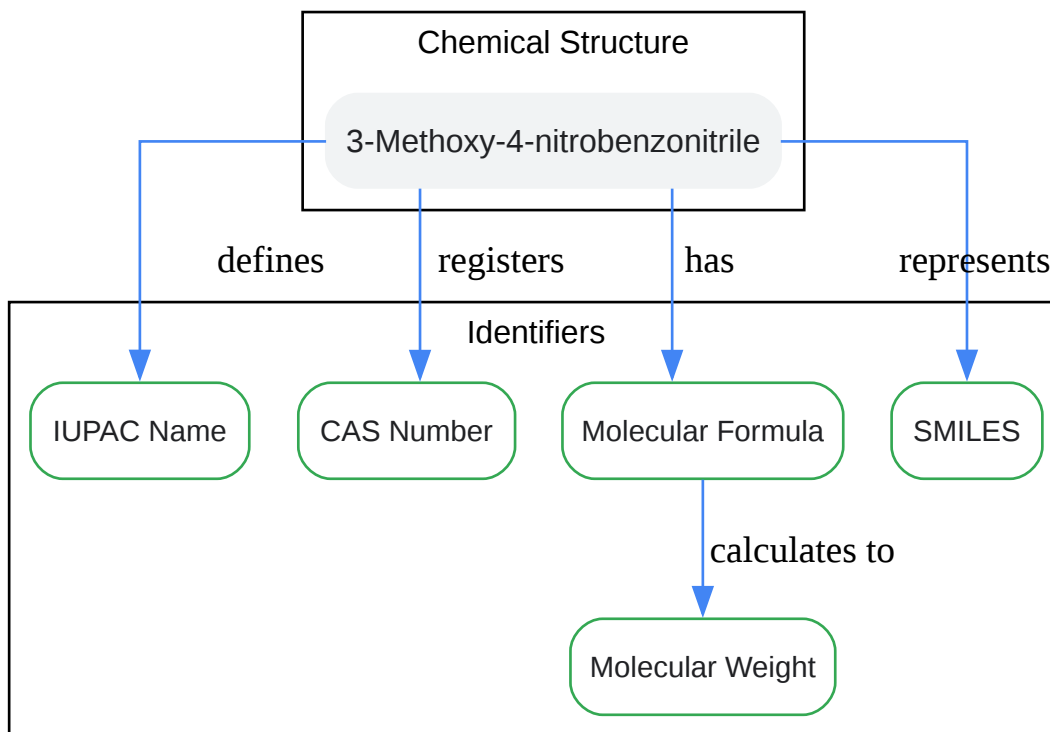 Chemical Structure
3-Methoxy-4-nitrobenzonitrile
defines
registers
has
represents
Identifiers
IUPAC Name
CAS Number
Molecular Formula
SMILES
calculates to
Molecular Weight